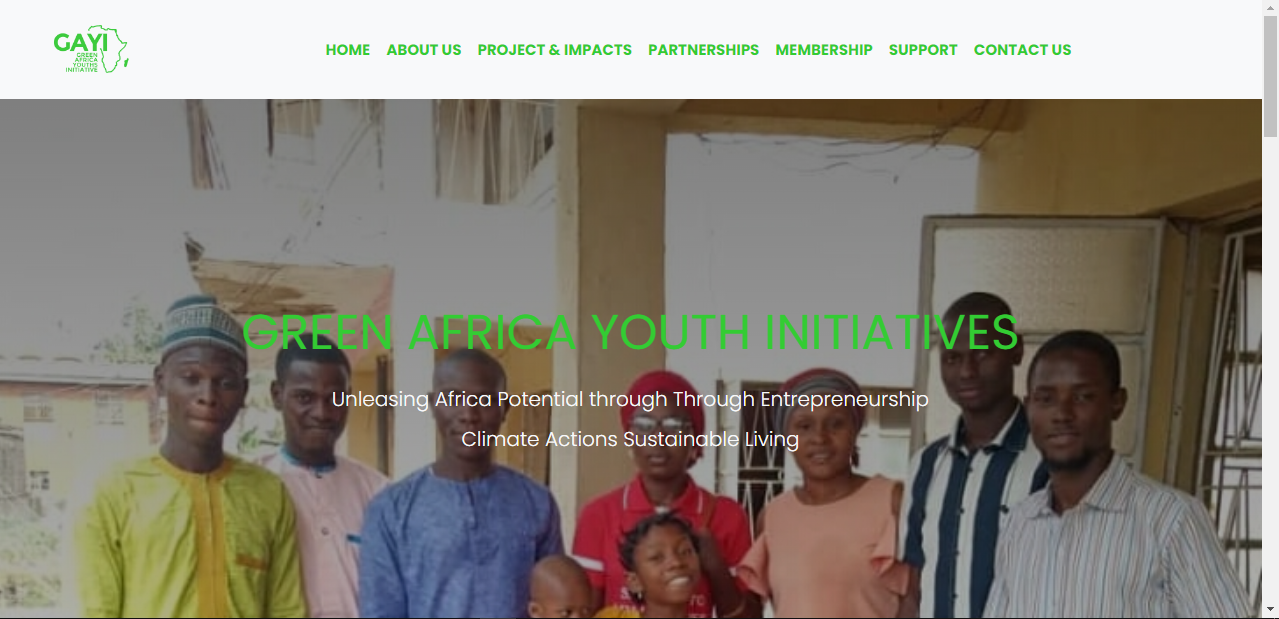 GAYI
GREEN
AFRICA
YOUTHS
INITIATIVE
HOME ABOUT US PROJECT & IMPACTS PARTNERSHIPS MEMBERSHIP SUPPORT CONTACT US
GREEN AFRICA YOUTH INITIATIVES
Unleasing Africa Potential through Through Entrepreneurship
Climate Actions Sustainable Living